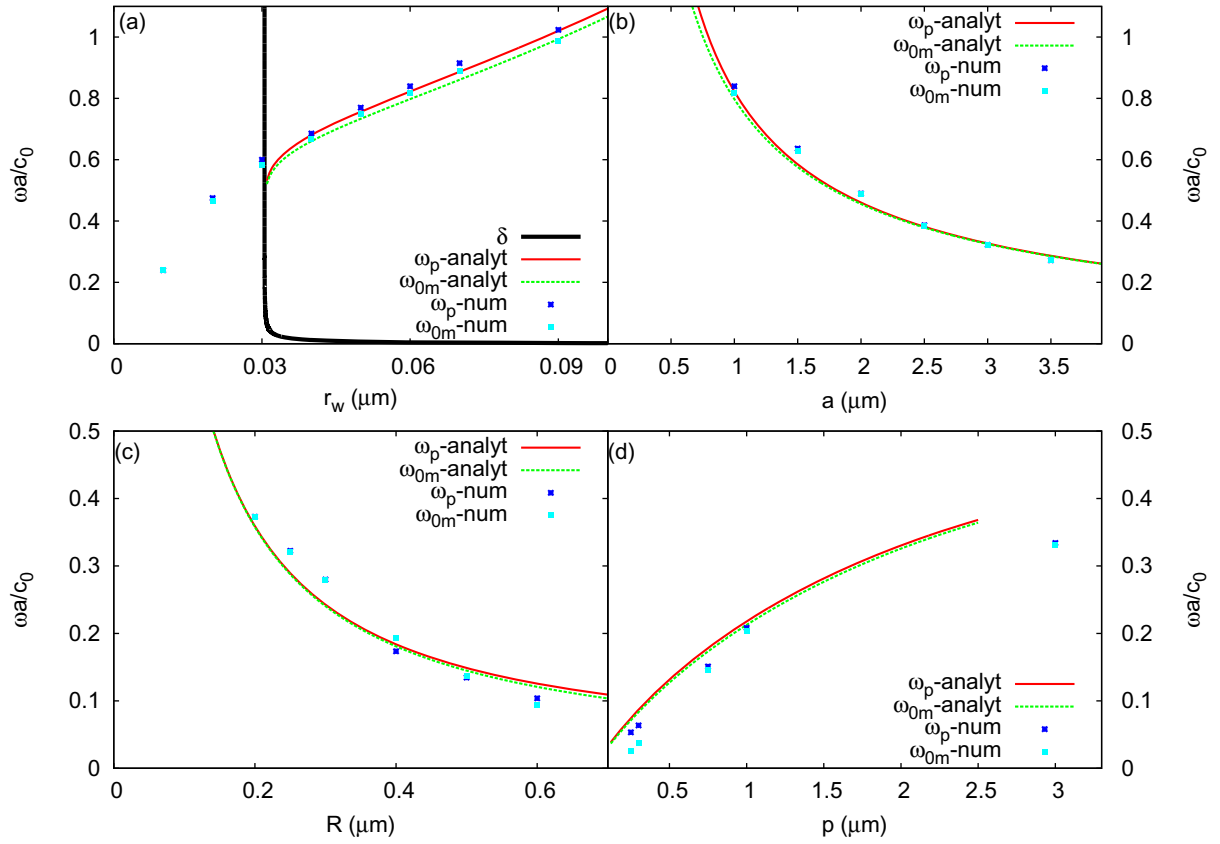 (a)
1
0.8
0.6
0.4
0.2
0
ωa/c0
δ
ωp-analyt
ω0m-analyt
ωp-num
ω0m-num
0 0.03 0.06 0.09
rw (μm)
(b)
ωp-analyt
ω0m-analyt
ωp-num
ω0m-num
1
0.8
0.6
0.4
0.2
0
ωa/c0
0 0.5 1 1.5 2 2.5 3 3.5
a (μm)
(c)
0.5
0.4
0.3
0.2
0.1
0
ωa/c0
ωp-analyt
ω0m-analyt
ωp-num
ω0m-num
0 0.2 0.4 0.6
R (μm)
(d)
0.5
0.4
0.3
0.2
0.1
0
ωa/c0
ωp-analyt
ω0m-analyt
ωp-num
ω0m-num
0.5 1 1.5 2 2.5 3
p (μm)